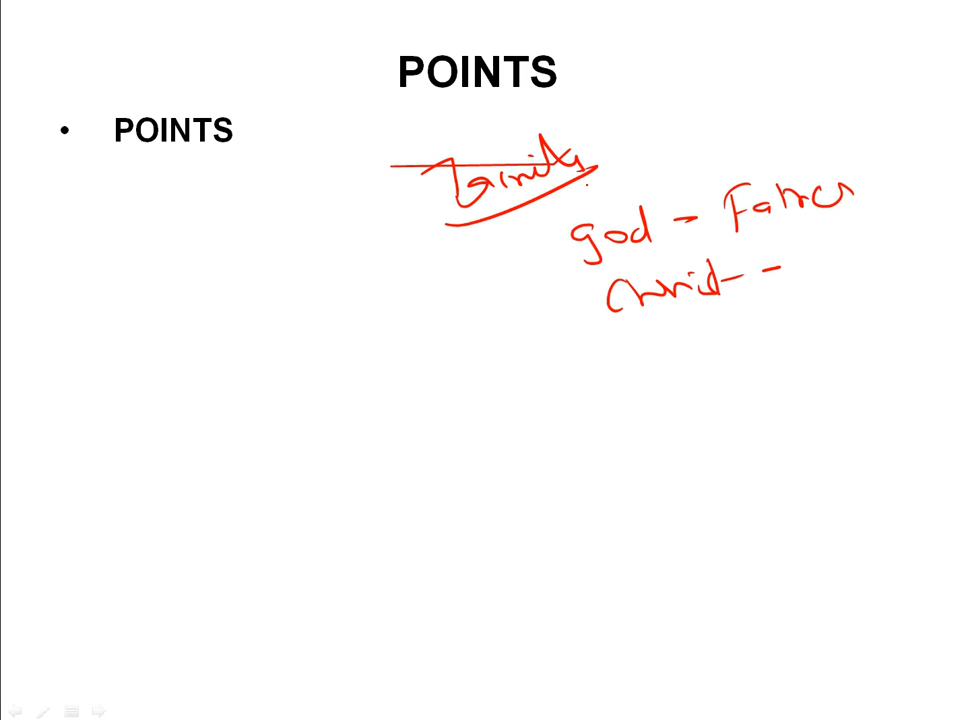 POINTS
• POINTS
Trinity
God - Father
Christ -